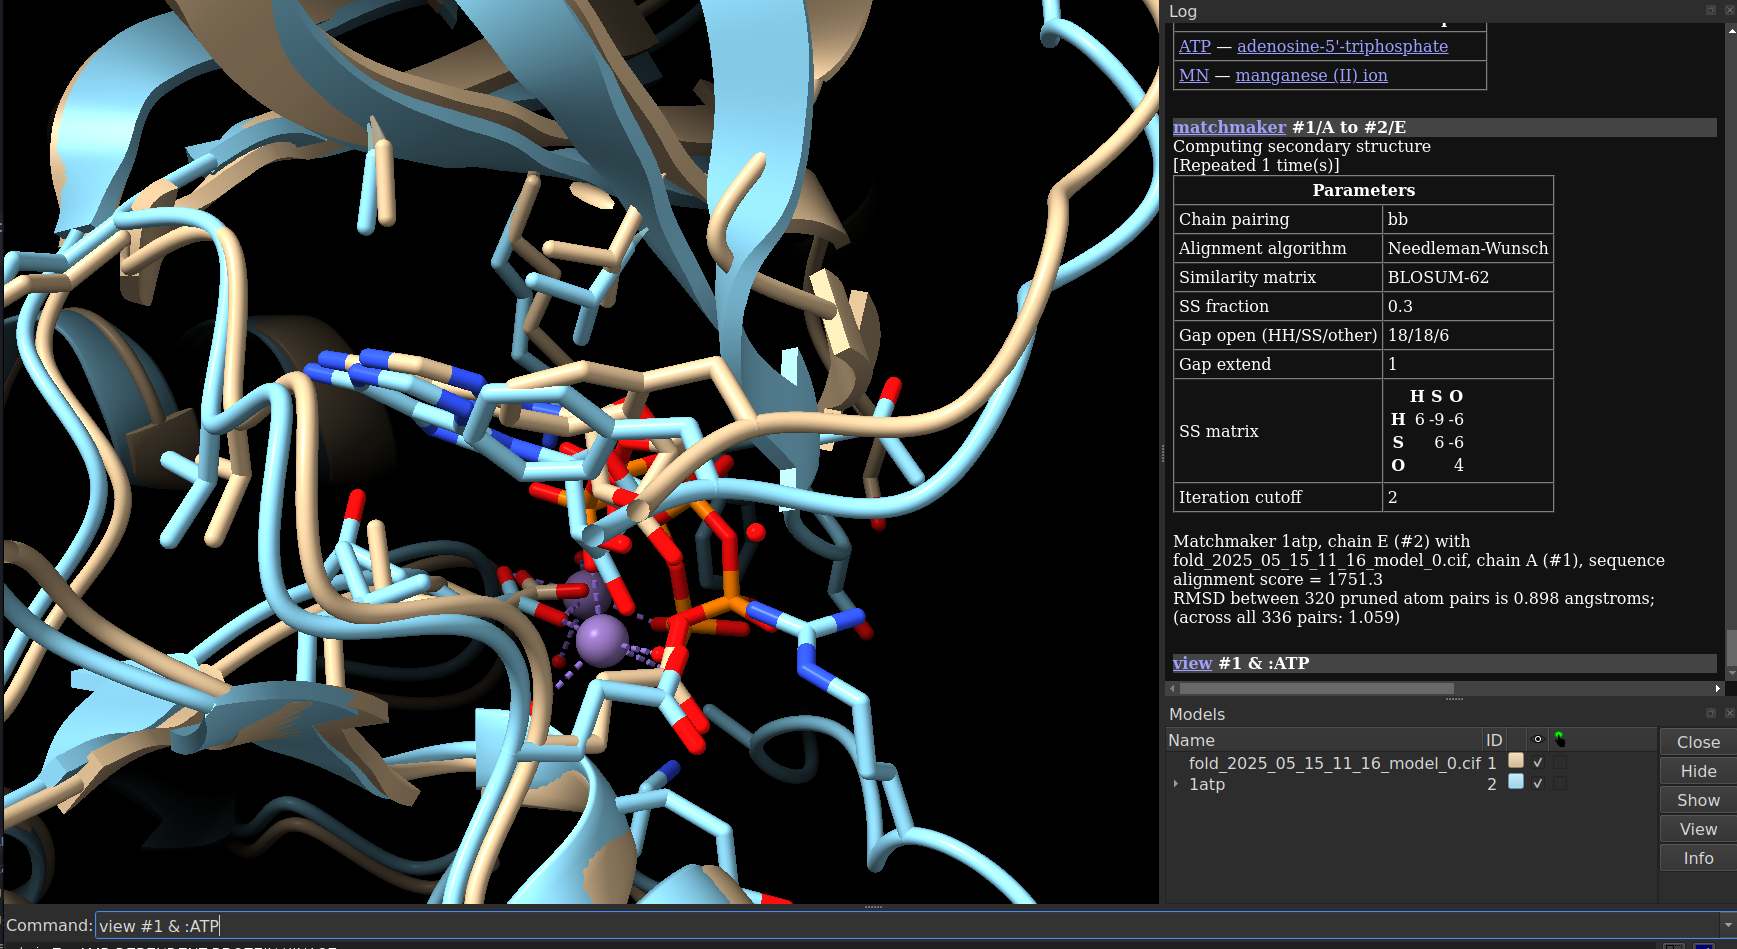 Log
ATP — adenosine-5'-triphosphate
MN — manganese (II) ion
matchmaker #1/A to #2/E
Computing secondary structure
[Repeated 1 time(s)]
Parameters
Chain pairing bb
Alignment algorithm Needleman-Wunsch
Similarity matrix BLOSUM-62
SS fraction 0.3
Gap open (HH/SS/other) 18/18/6
Gap extend 1
SS matrix
H S O
H 6 -9 -6
S 6 -6
O 4
Iteration cutoff 2
Matchmaker 1atp, chain E (#2) with
fold_2025_05_15_11_16_model_0.cif, chain A (#1), sequence
alignment score = 1751.3
RMSD between 320 pruned atom pairs is 0.898 angstroms;
(across all 336 pairs: 1.059)
view #1 & :ATP
Models
Name ID
fold_2025_05_15_11_16_model_0.cif 1
1atp 2
Close
Hide
Show
View
Info
Command: view #1 & :ATP